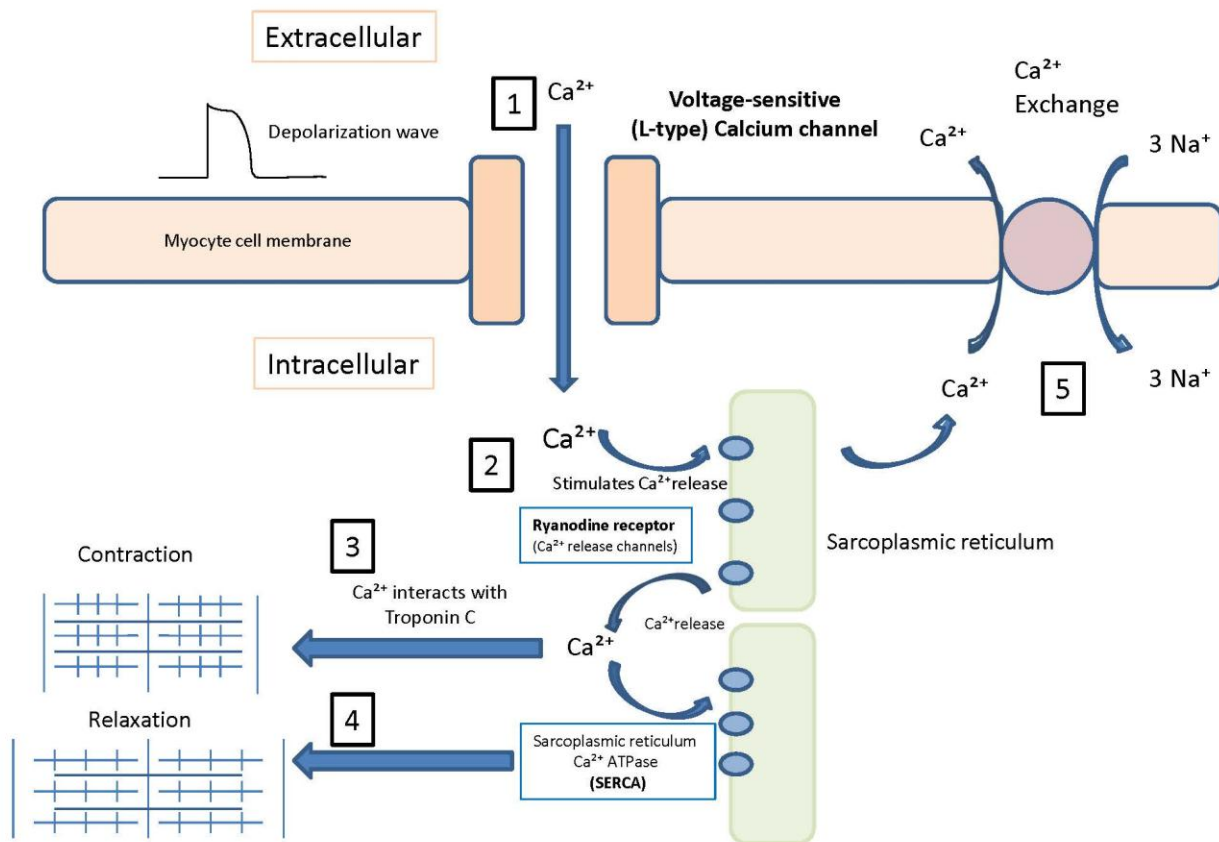 Extracellular
Depolarization wave
1
Ca²⁺
Voltage-sensitive
(L-type) Calcium channel
Ca²⁺
Exchange
Ca²⁺
3 Na⁺
Myocyte cell membrane
Intracellular
Ca²⁺
5
3 Na⁺
2
Ca²⁺
Stimulates Ca²⁺release
Ryanodine receptor
(Ca²⁺ release channels)
Sarcoplasmic reticulum
3
Contraction
Ca²⁺ interacts with
Troponin C
Ca²⁺release
Ca²⁺
4
Relaxation
Sarcoplasmic reticulum
Ca²⁺ ATPase
(SERCA)